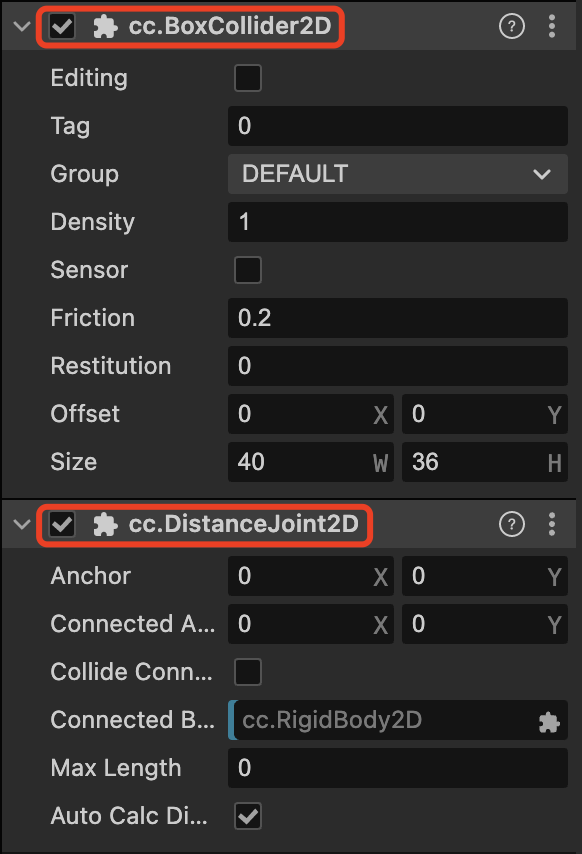 cc.BoxCollider2D ?
Editing
Tag 0
Group DEFAULT
Density 1
Sensor
Friction 0.2
Restitution 0
Offset 0 X 0 Y
Size 40 W 36 H
cc.DistanceJoint2D ?
Anchor 0 X 0 Y
Connected A... 0 X 0 Y
Collide Conn...
Connected B... cc.RigidBody2D
Max Length 0
Auto Calc Di...